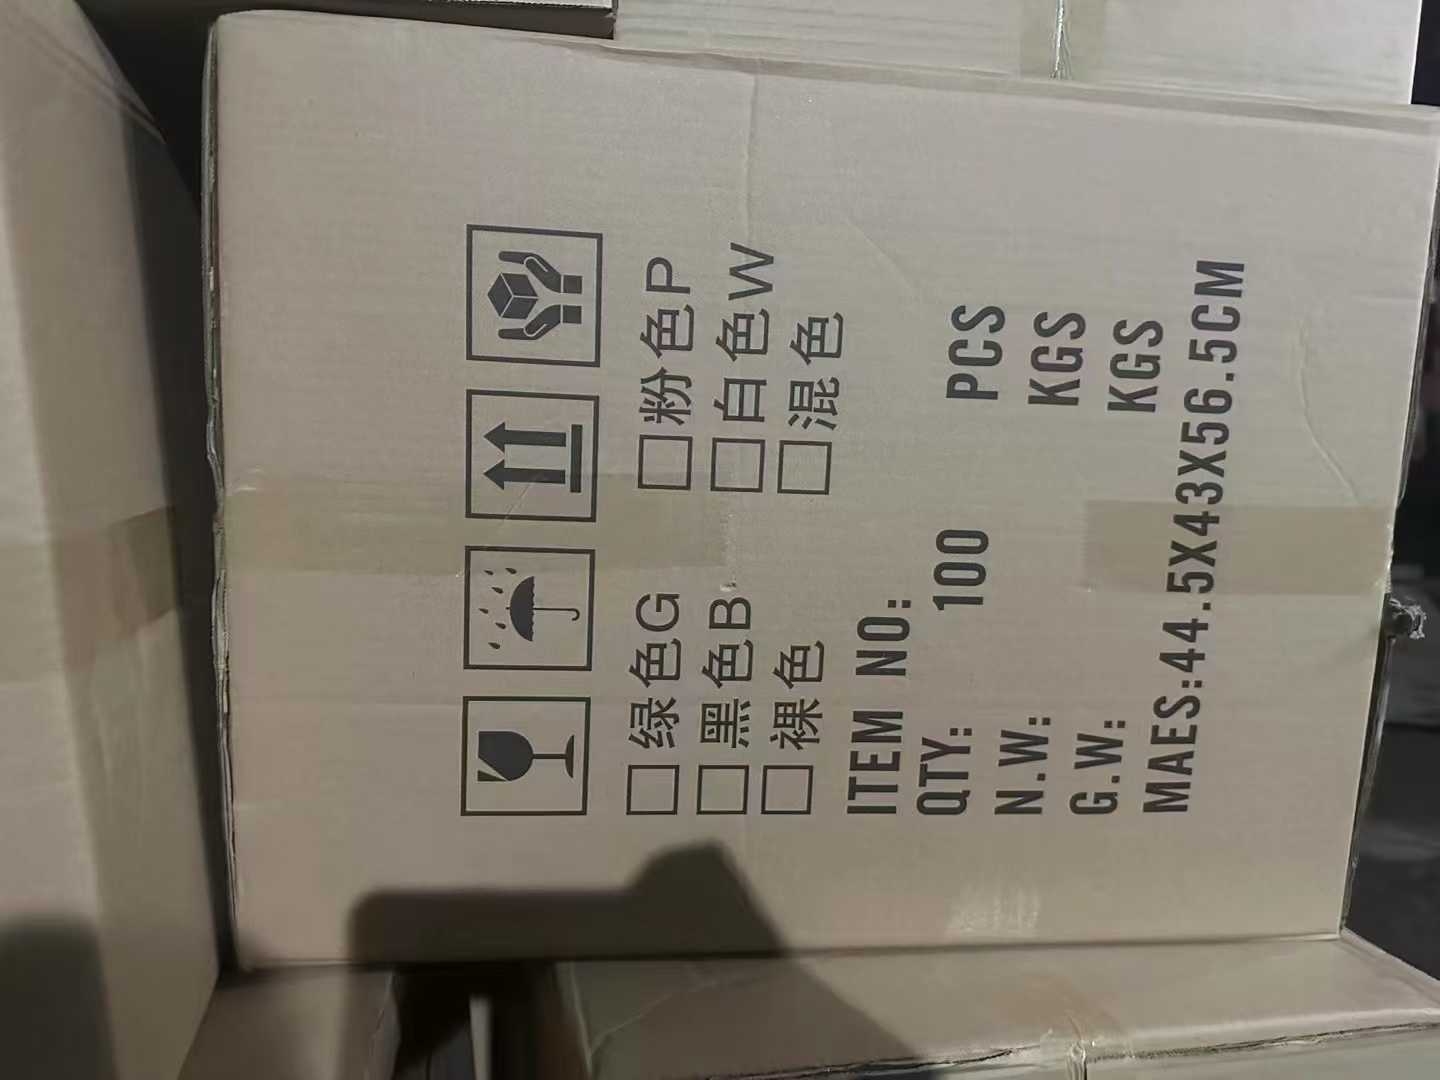 □绿色G □粉色P
□黑色B □白色W
□裸色 □混色
ITEM NO:
QTY: 100 PCS
N.W: KGS
G.W: KGS
MAES:44.5X43X56.5CM